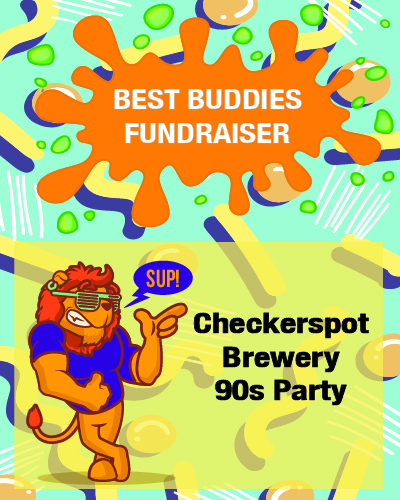 BEST BUDDIES
FUNDRAISER
SUP!
Checkerspot
Brewery
90s Party